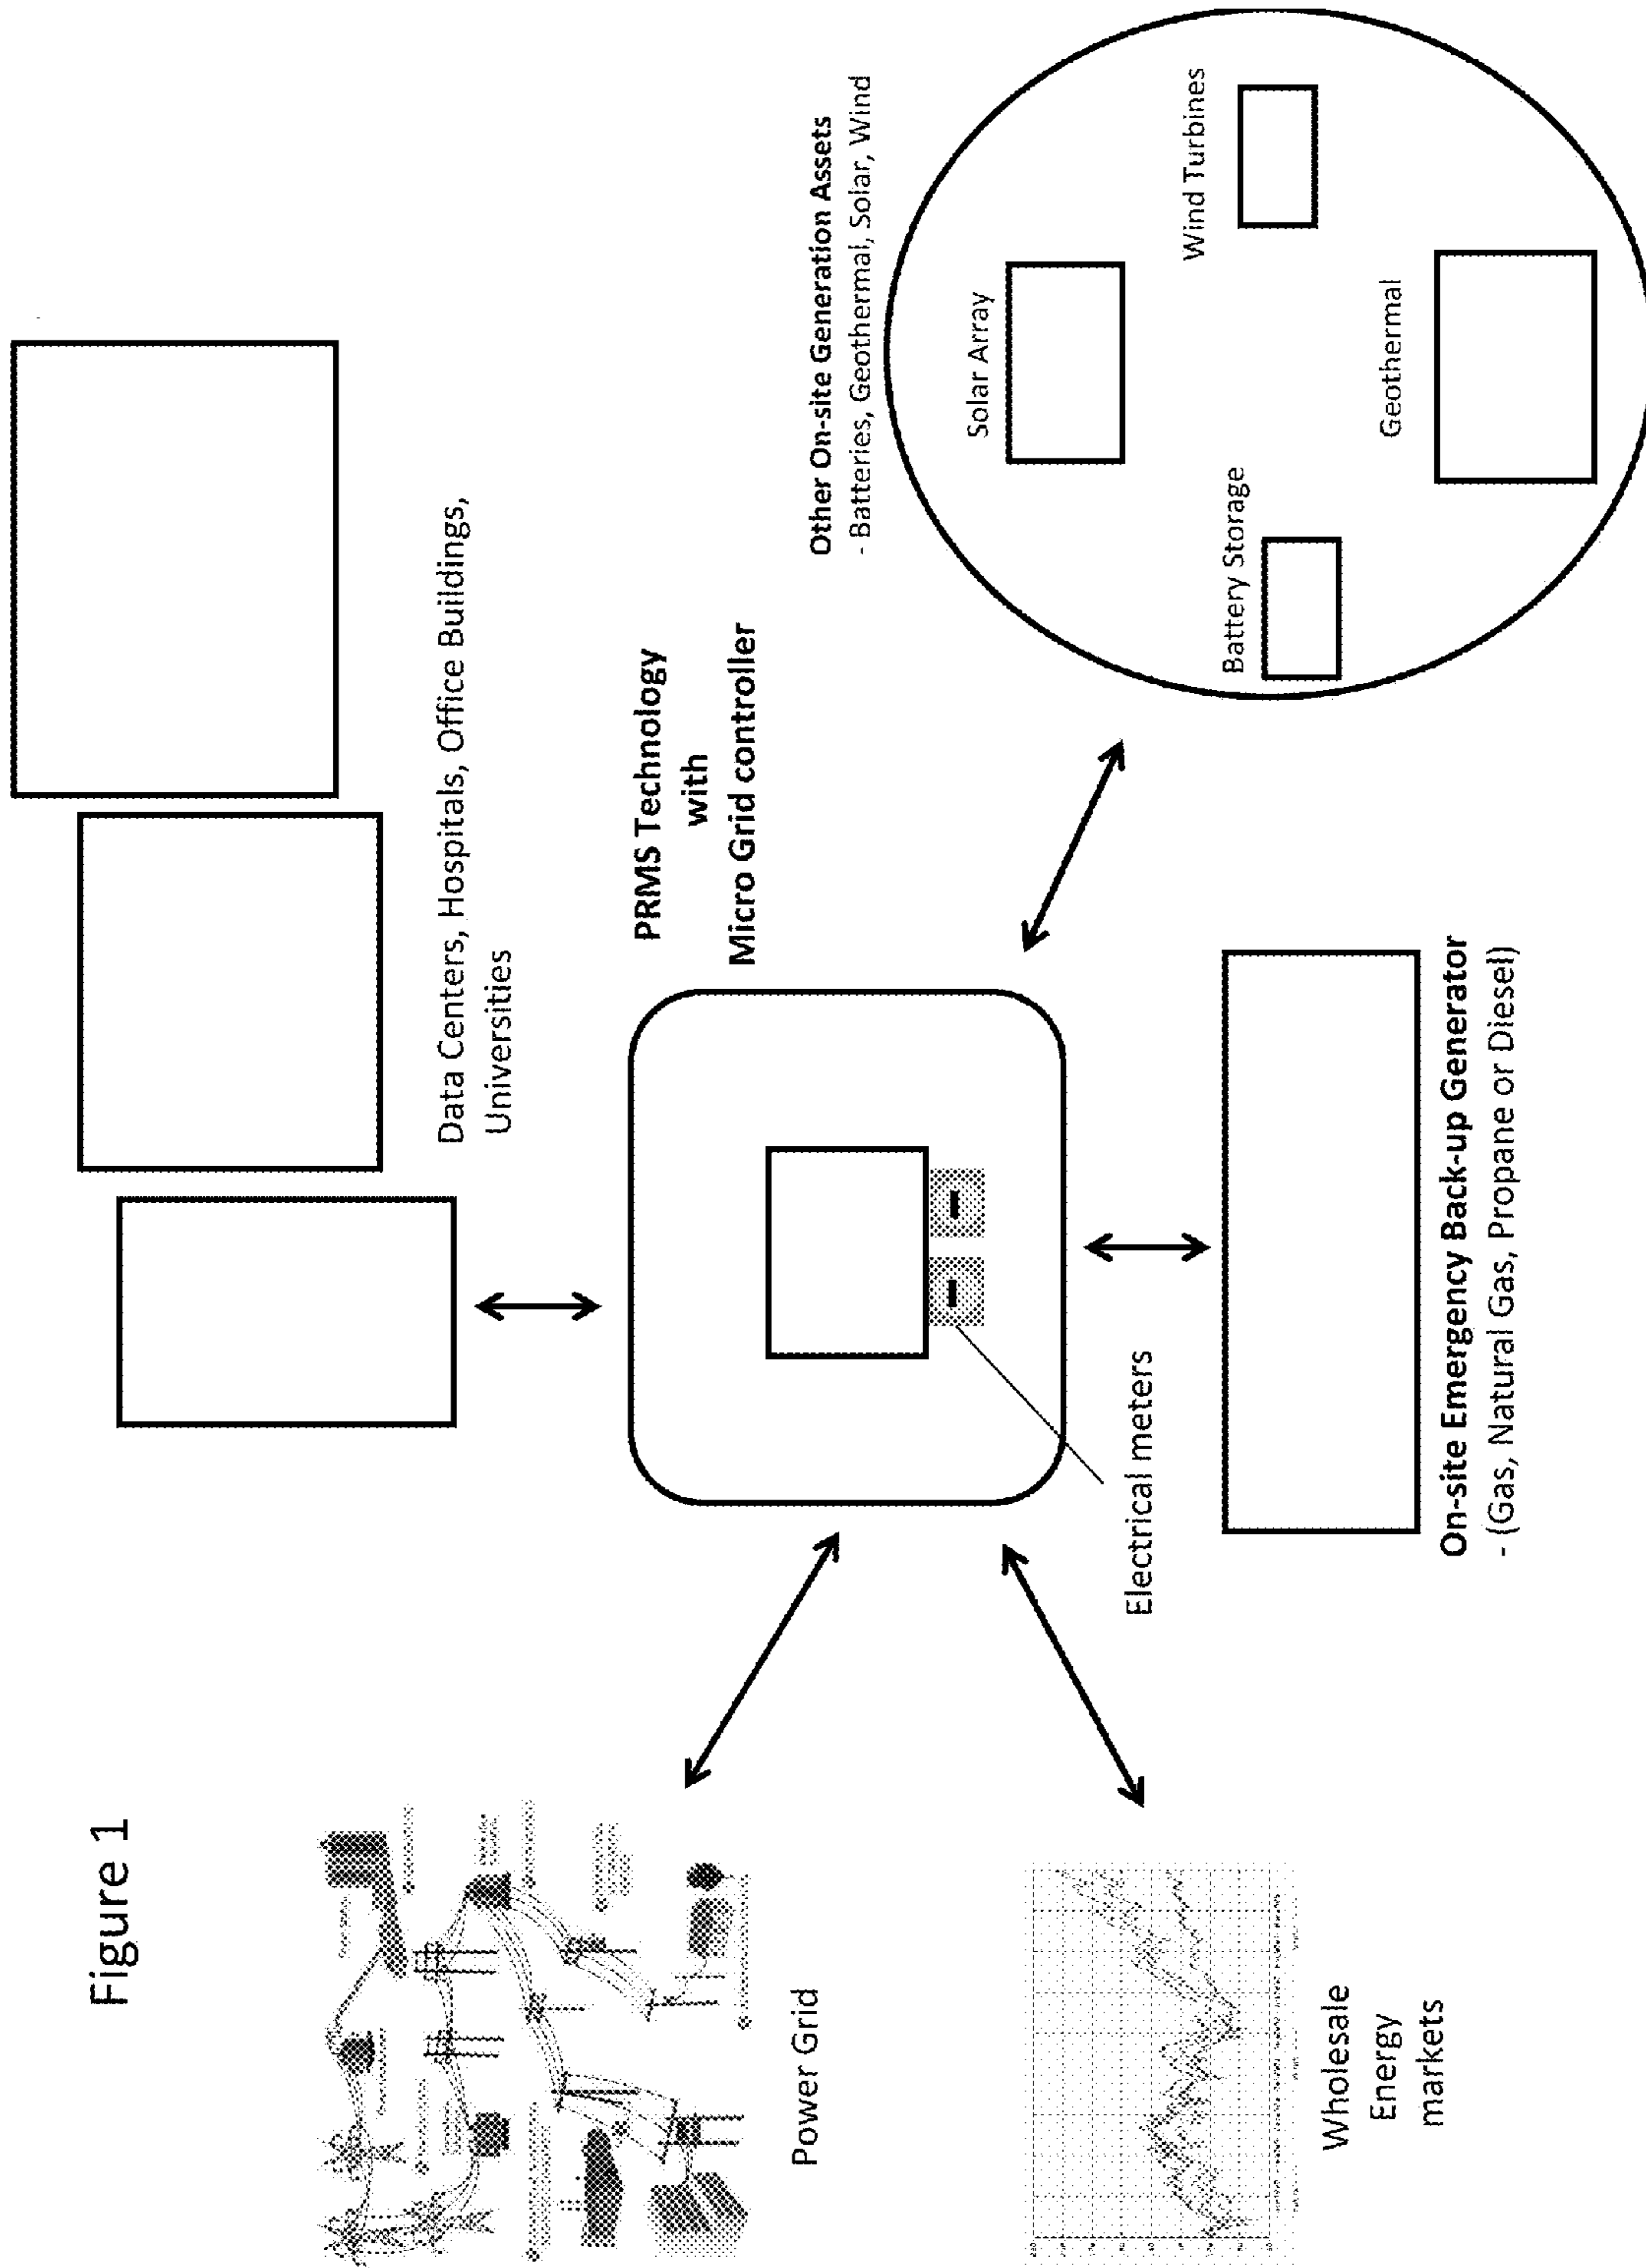 Figure 1
Data Centers, Hospitals, Office Buildings,
Universities
Power Grid
PRMS Technology
with
Micro Grid controller
Other On-site Generation Assets
- Batteries, Geothermal, Solar, Wind
Solar Array
Wind Turbines
Battery Storage
Geothermal
Electrical meters
Wholesale
Energy
markets
On-site Emergency Back-up Generator
- (Gas, Natural Gas, Propane or Diesel)